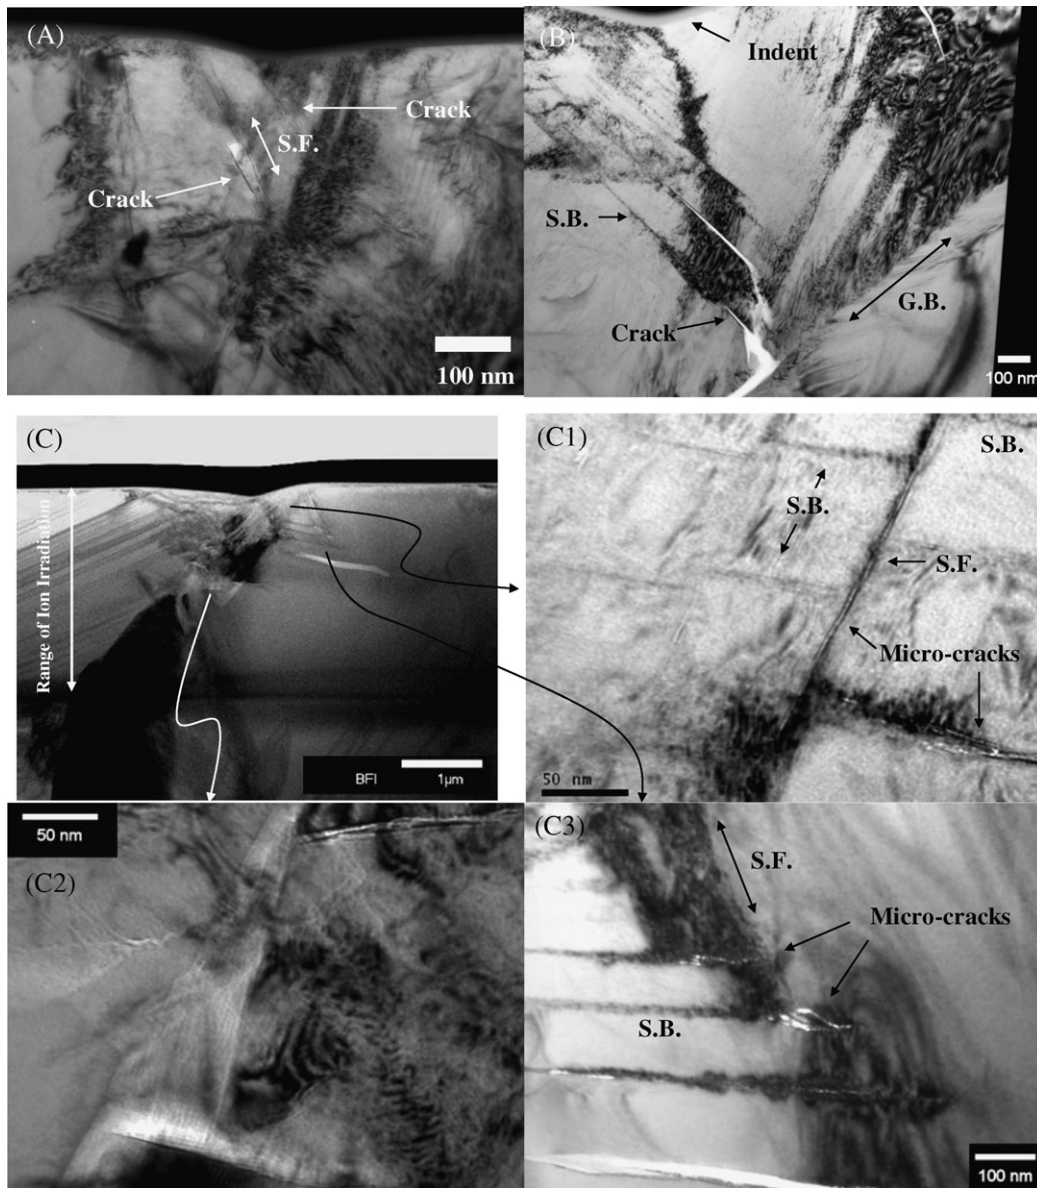 (A)
Crack
S.F.
Crack
100 nm
(B)
Indent
S.B.
G.B.
Crack
100 nm
(C)
Range of Ion Irradiation
BFI
1µm
(C1)
S.B.
S.B.
S.F.
Micro-cracks
50 nm
50 nm
(C2)
(C3)
S.F.
Micro-cracks
S.B.
100 nm